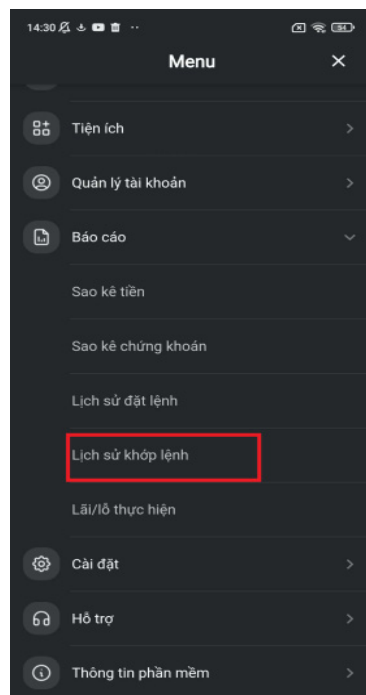 14:30
54
Menu
Tiện ích
Quản lý tài khoản
Báo cáo
Sao kê tiền
Sao kê chứng khoán
Lịch sử đặt lệnh
Lịch sử khớp lệnh
Lãi/lỗ thực hiện
Cài đặt
Hỗ trợ
Thông tin phần mềm